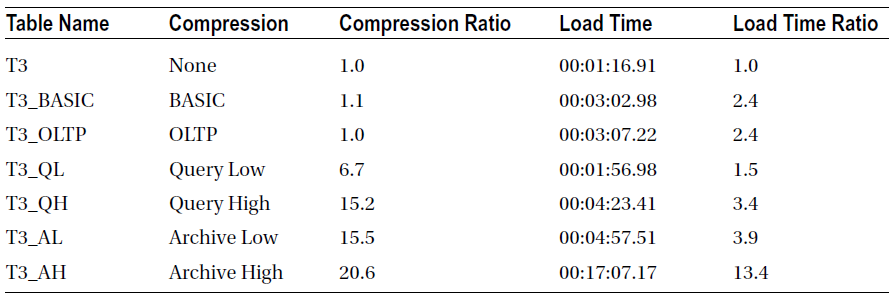 Table Name Compression Compression Ratio Load Time Load Time Ratio
T3 None 1.0 00:01:16.91 1.0
T3_BASIC BASIC 1.1 00:03:02.98 2.4
T3_OLTP OLTP 1.0 00:03:07.22 2.4
T3_QL Query Low 6.7 00:01:56.98 1.5
T3_QH Query High 15.2 00:04:23.41 3.4
T3_AL Archive Low 15.5 00:04:57.51 3.9
T3_AH Archive High 20.6 00:17:07.17 13.4